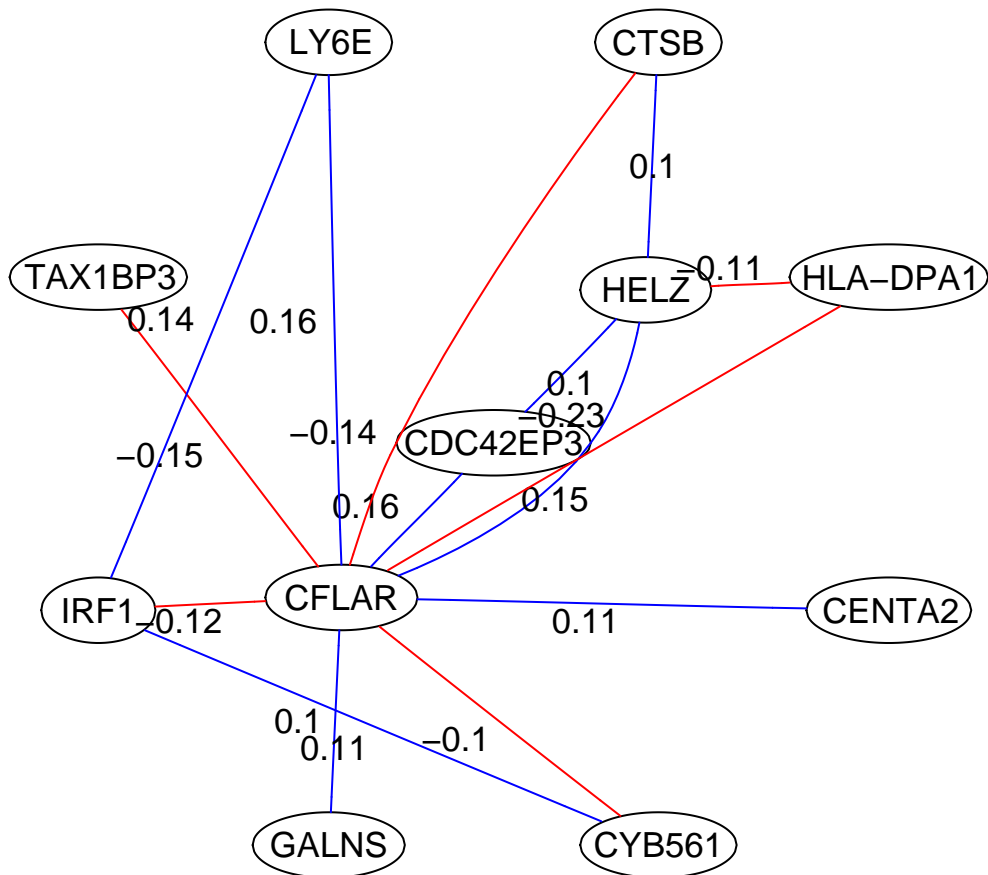 LY6E
CTSB
0.1
TAX1BP3
HELZ
−0.11
HLA−DPA1
0.14
0.16
0.1
−0.23
−0.14
CDC42EP3
−0.15
0.16
0.15
IRF1
−0.12
CFLAR
0.11
CENTA2
0.1
0.11
−0.1
GALNS
CYB561